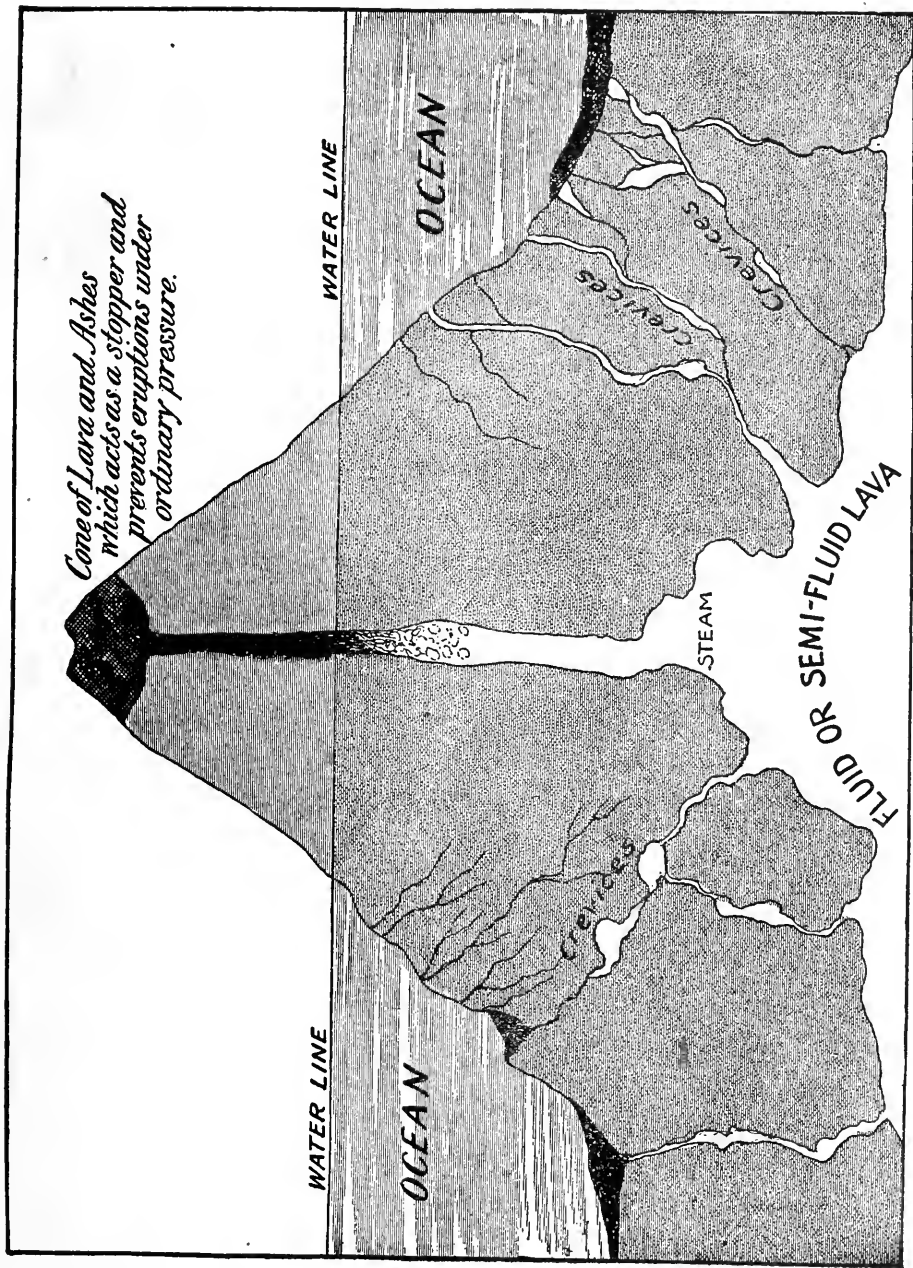 Cone of Lava and Ashes
which acts as a stopper and
prevents eruptions under
ordinary pressure.
WATER LINE
WATER LINE
OCEAN
OCEAN
Crevices
Crevices
Crevices
STEAM
FLUID OR SEMI-FLUID LAVA